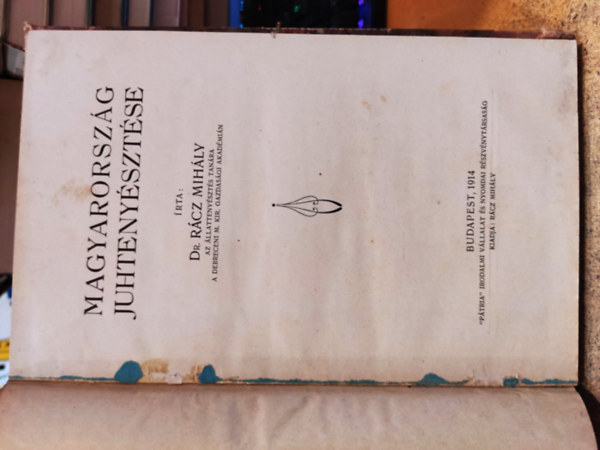 MAGYARORSZÁG
JUHTENYÉSZTÉSE
ÍRTA:
DR. RÁCZ MIHÁLY
AZ ÁLLATTENYÉSZTÉS TANÁRA
A DEBRECENI M. KIR. GAZDASÁGI AKADÉMIÁN
BUDAPEST, 1914
"PÁTRIA" IRODALMI VÁLLALAT ÉS NYOMDAI RÉSZVÉNYTÁRSASÁG
KIADJA: RÁCZ MIHÁLY